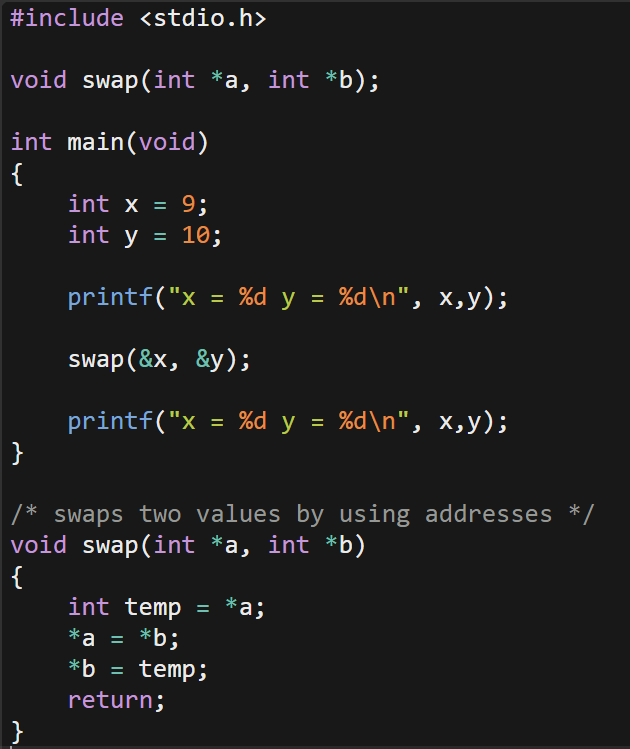 #include <stdio.h>
void swap(int *a, int *b);
int main(void)
{
    int x = 9;
    int y = 10;
    printf("x = %d y = %d\n", x,y);
    swap(&x, &y);
    printf("x = %d y = %d\n", x,y);
}
/* swaps two values by using addresses */
void swap(int *a, int *b)
{
    int temp = *a;
    *a = *b;
    *b = temp;
    return;
}